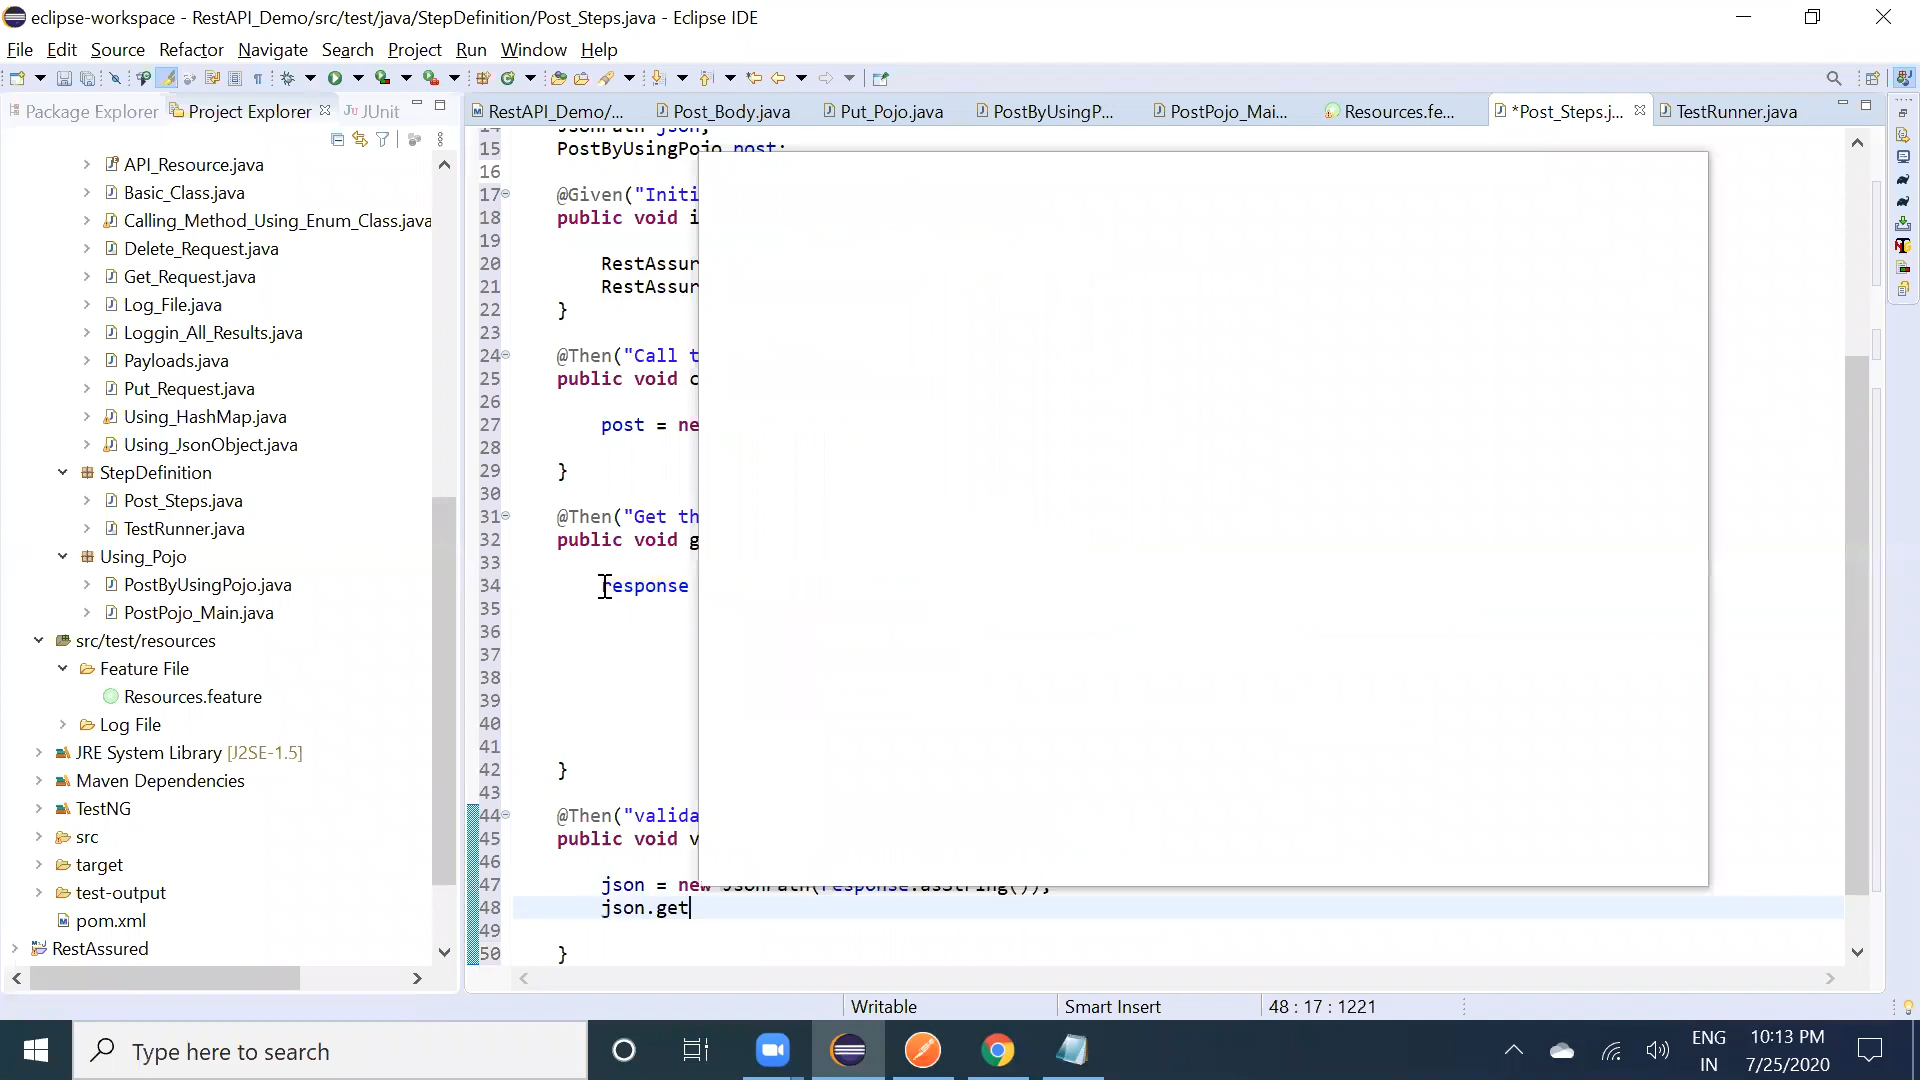 eclipse-workspace - RestAPI_Demo/src/test/java/StepDefinition/Post_Steps.java - Eclipse IDE
File Edit Source Refactor Navigate Search Project Run Window Help
Package Explorer Project Explorer JUnit
RestAPI_Demo/... Post_Body.java Put_Pojo.java PostByUsingP... PostPojo_Mai... Resources.fe... *Post_Steps.j... TestRunner.java
API_Resource.java
Basic_Class.java
Calling_Method_Using_Enum_Class.java
Delete_Request.java
Get_Request.java
Log_File.java
Loggin_All_Results.java
Payloads.java
Put_Request.java
Using_HashMap.java
Using_JsonObject.java
StepDefinition
Post_Steps.java
TestRunner.java
Using_Pojo
PostByUsingPojo.java
PostPojo_Main.java
src/test/resources
Feature File
Resources.feature
Log File
JRE System Library [J2SE-1.5]
Maven Dependencies
TestNG
src
target
test-output
pom.xml
RestAssured
14 JsonPath json;
15 PostByUsingPojo post;
16
17 @Given("Initi
18 public void i
19
20 RestAssur
21 RestAssur
22 }
23
24 @Then("Call t
25 public void c
26
27 post = ne
28
29 }
30
31 @Then("Get th
32 public void g
33
34 response
35
36
37
38
39
40
41
42 }
43
44 @Then("valida
45 public void v
46
47 json = new JsonPath(response.asString());
48 json.get
49
50 }
Writable Smart Insert 48 : 17 : 1221
Type here to search
ENG IN
10:13 PM
7/25/2020